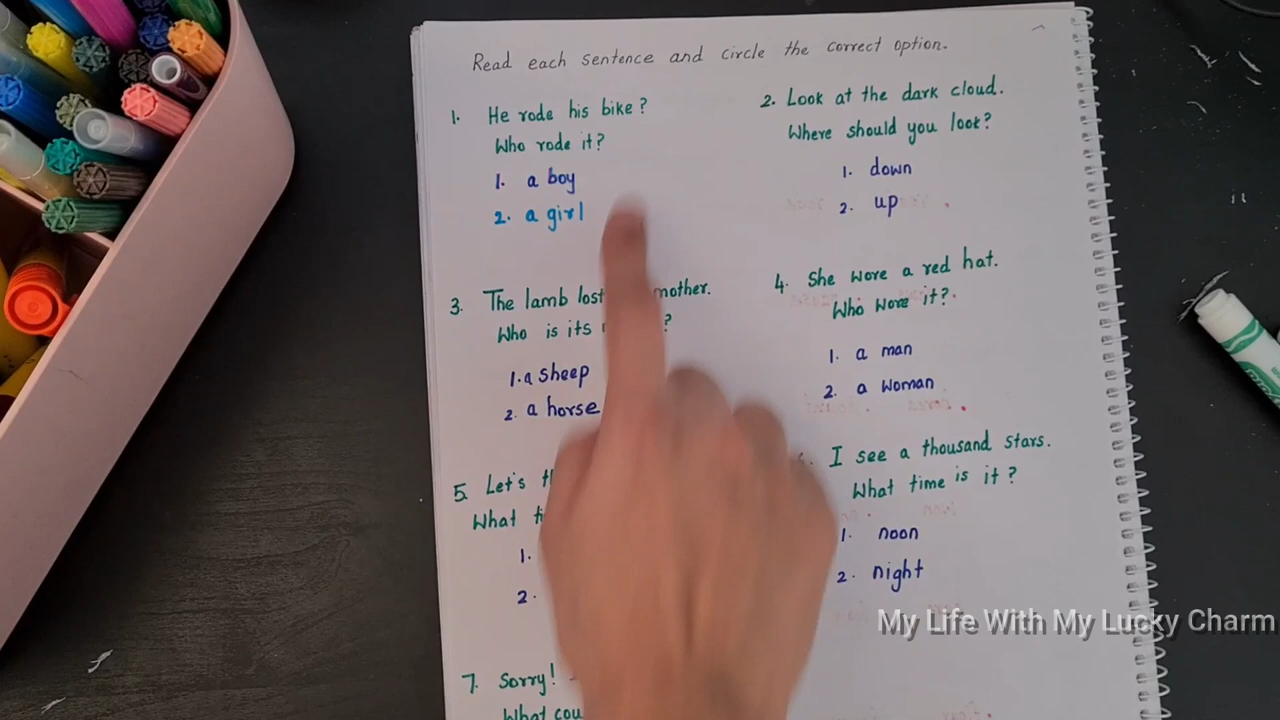 Read each sentence and circle the correct option.
1. He rode his bike?
Who rode it?
1. a boy
2. a girl
2. Look at the dark cloud.
Where should you look?
1. down
2. up
3. The lamb lost mother.
Who is its ?
1. a sheep
2. a horse
4. She wore a red hat.
Who wore it?
1. a man
2. a woman
5. Let's
What
1.
2.
I see a thousand stars.
What time is it?
1. noon
2. night
7. Sorry!
What
My Life With My Lucky Charm